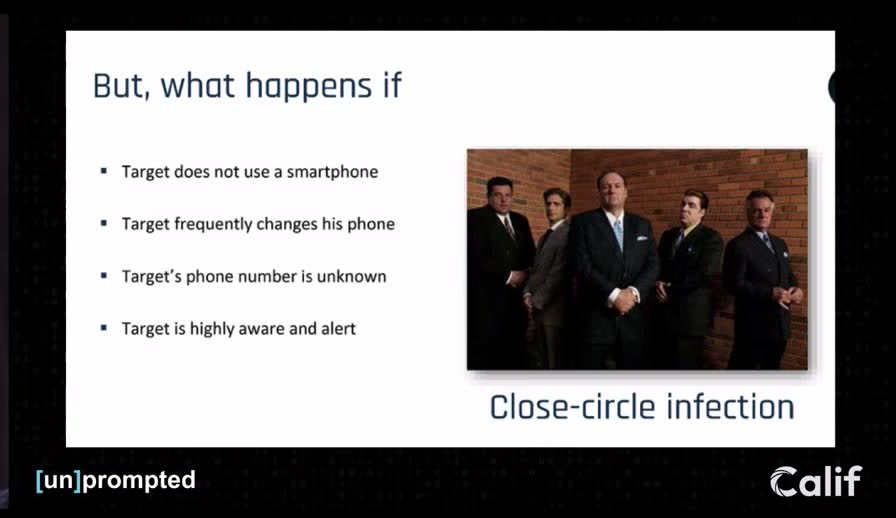 But, what happens if
▪ Target does not use a smartphone
▪ Target frequently changes his phone
▪ Target's phone number is unknown
▪ Target is highly aware and alert
Close-circle infection
[un]prompted
Calif